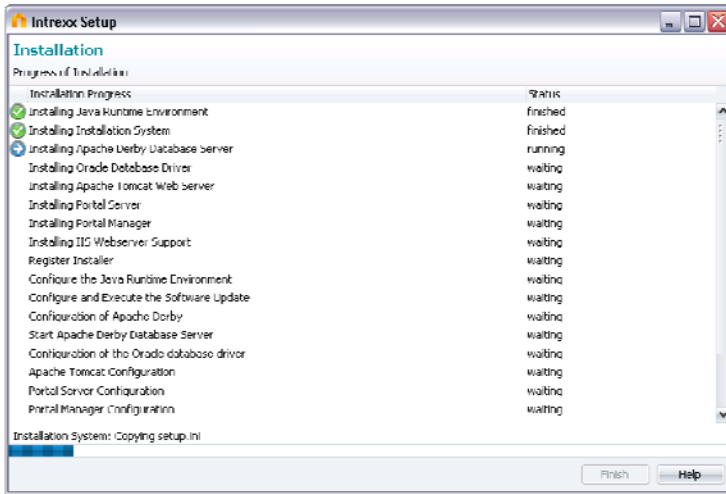 Intrexx Setup
Installation
Progress of Installation
Installation Progress Status
Installing Java Runtime Environment finished
Installing Installation System finished
Installing Apache Derby Database Server running
Installing Oracle Database Driver waiting
Installing Apache Tomcat Web Server waiting
Installing Portal Server waiting
Installing Portal Manager waiting
Installing IIS Webserver Support waiting
Register Installer waiting
Configure the Java Runtime Environment waiting
Configure and Execute the Software Update waiting
Configuration of Apache Derby waiting
Start Apache Derby Database Server waiting
Configuration of the Oracle database driver waiting
Apache Tomcat Configuration waiting
Portal Server Configuration waiting
Portal Manager Configuration waiting
Installation System: Copying setup.ini
Finish Help